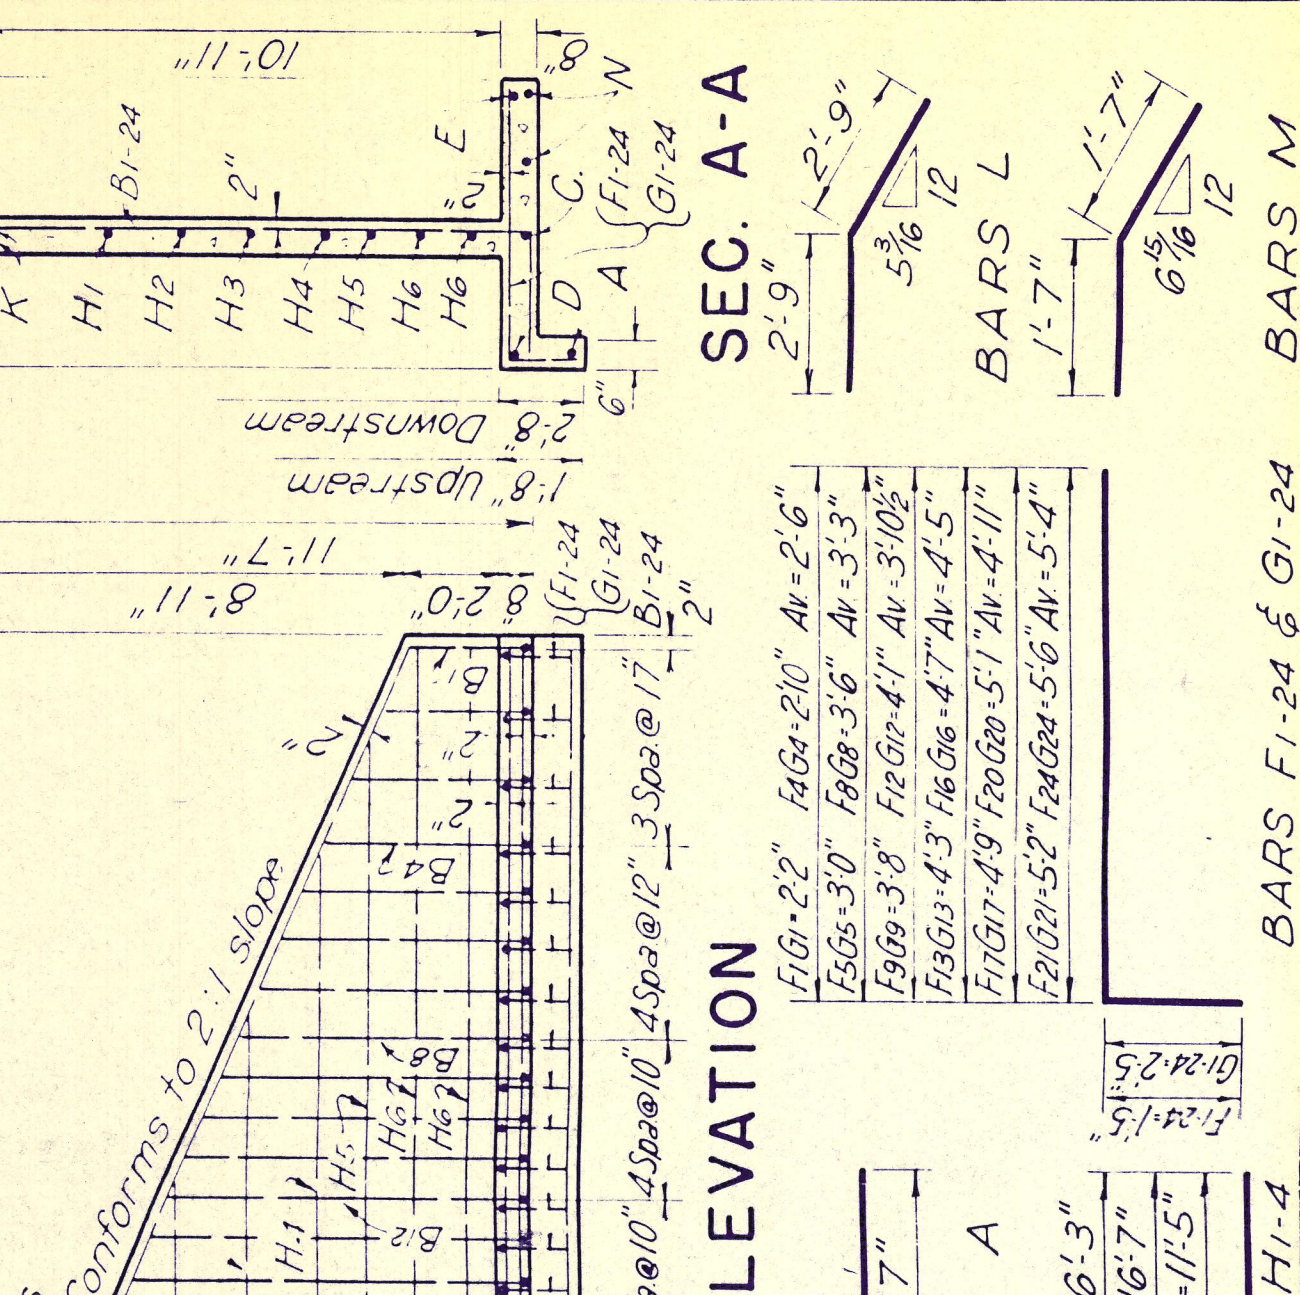 10'-11"
8"
B1-24
2"
E
2"
N
C.
F1-24
G1-24
K
H1
H2
H3
H4
H5
H6
H6
D
A
6"
2'-8" Downstream
1'-8" Upstream
SEC. A-A
2'-9"
2'-9"
5 3/16
12
BARS L
1'-7"
1'-7"
6 15/16
12
BARS M
11'-7"
8'-11"
2'-0"
8"
F1-24
G1-24
B1-24
2"
B1
2"
2"
2"
B4
B8
H6
H6
H5
H1
B12
Conforms to 2:1 slope
@10" 4Spa@10" 4Spa@12" 3Spa.@17"
LEVATION
F1G1=2'-2" F4G4=2'-10" Av.=2'-6"
F5G5=3'-0" F8G8=3'-6" Av.=3'-3"
F9G9=3'-8" F12G12=4'-1" Av.=3'-10½"
F13G13=4'-3" F16G16=4'-7" Av.=4'-5"
F17G17=4'-9" F20G20=5'-1" Av.=4'-11"
F21G21=5'-2" F24G24=5'-6" Av.=5'-4"
G1-24=2'-5"
F1-24=1'-5"
BARS F1-24 & G1-24
7"
A
6'-3"
6'-7"
=11'-5"
H1-4